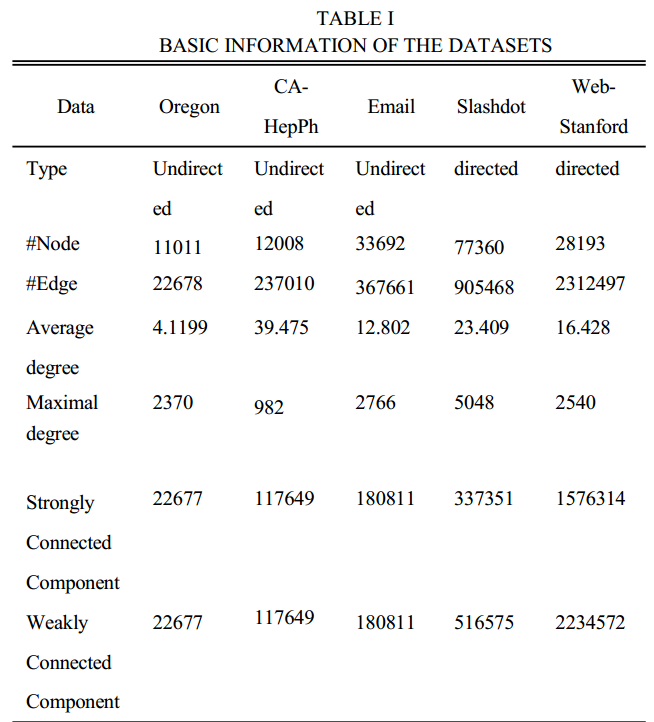 TABLE I
BASIC INFORMATION OF THE DATASETS
Data Oregon CA-HepPh Email Slashdot Web-Stanford
Type Undirected Undirected Undirected directed directed
#Node 11011 12008 33692 77360 28193
#Edge 22678 237010 367661 905468 2312497
Average degree 4.1199 39.475 12.802 23.409 16.428
Maximal degree 2370 982 2766 5048 2540
Strongly Connected Component 22677 117649 180811 337351 1576314
Weakly Connected Component 22677 117649 180811 516575 2234572